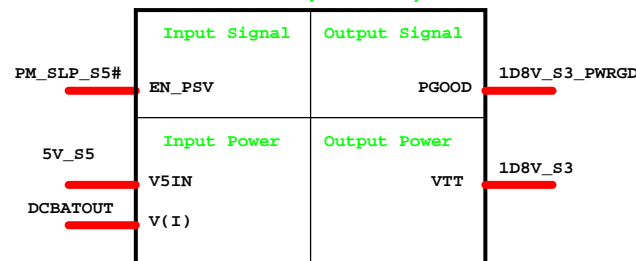 Input Signal Output Signal
PM_SLP_S5# EN_PSV PGOOD 1D8V_S3_PWRGD
Input Power Output Power
5V_S5 V5IN VTT 1D8V_S3
DCBATOUT V(I)